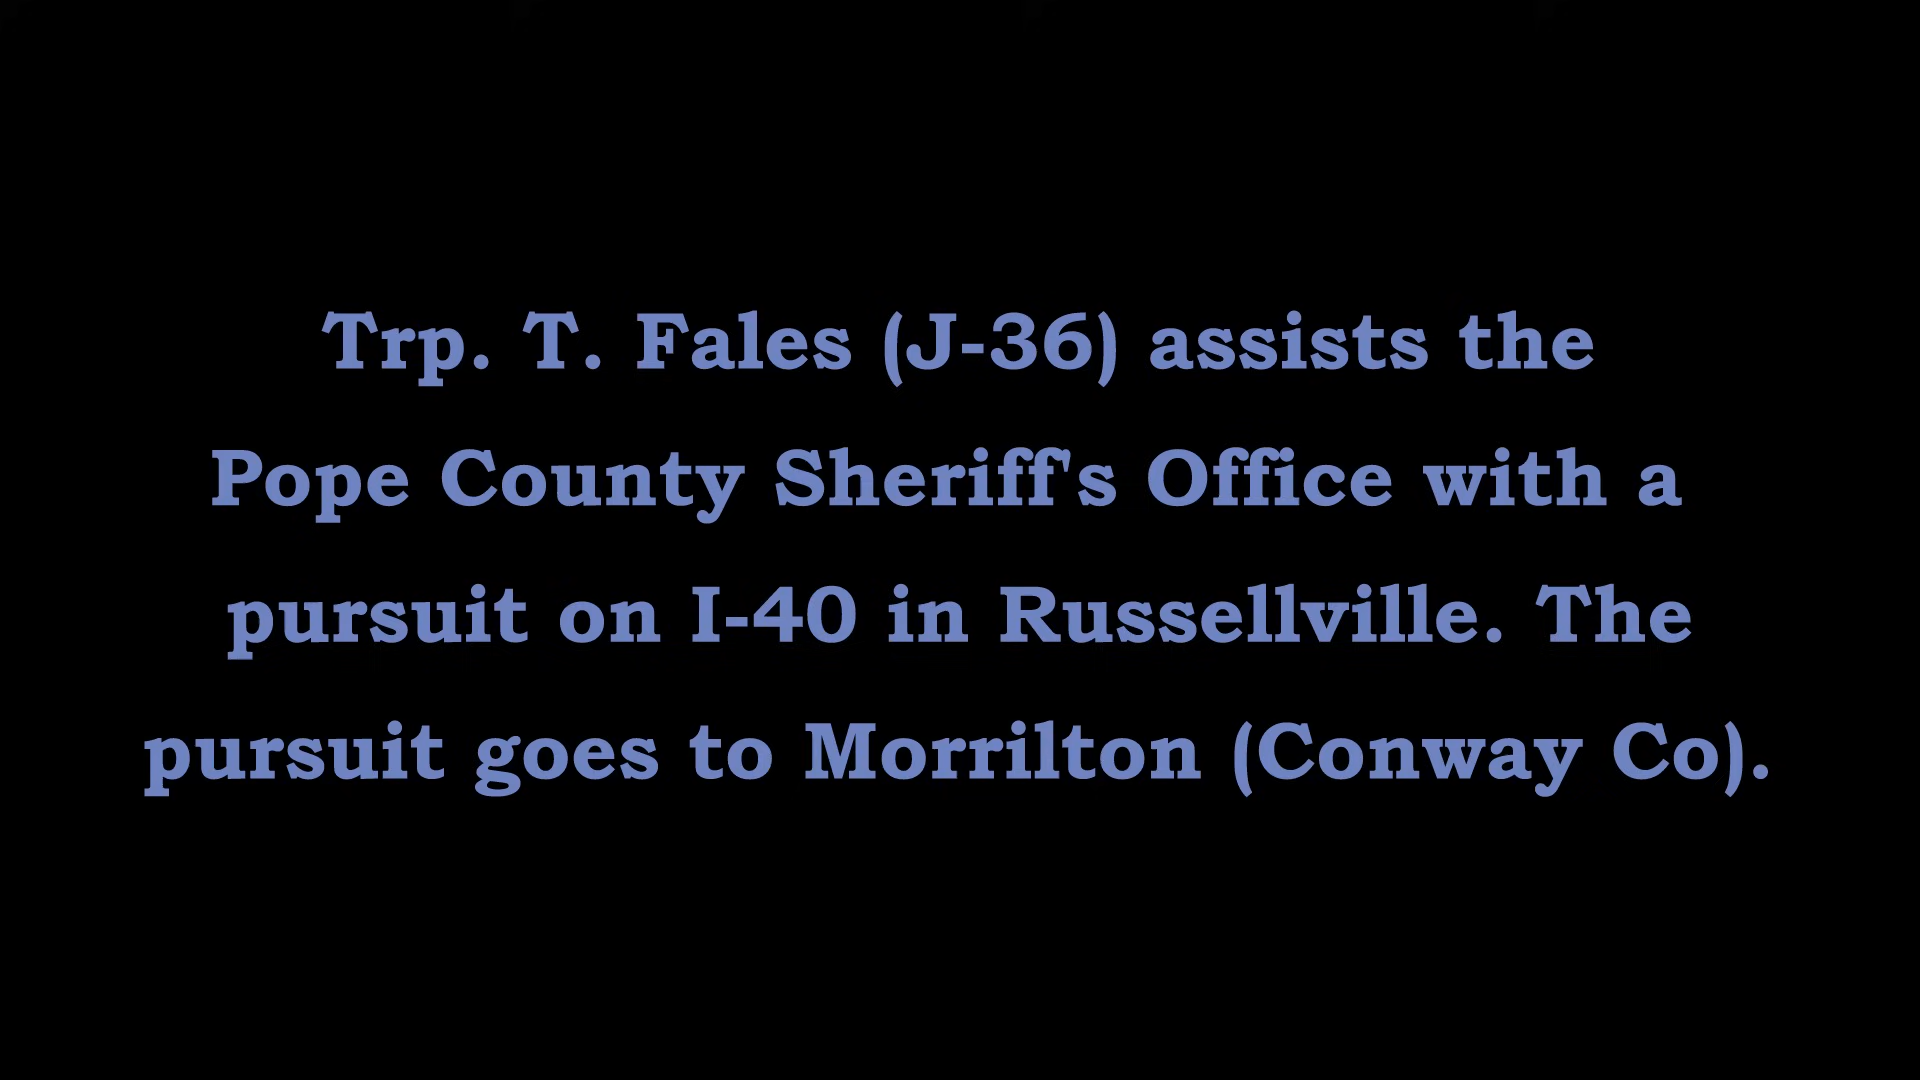 Trp. T. Fales (J-36) assists the
Pope County Sheriff's Office with a
pursuit on I-40 in Russellville. The
pursuit goes to Morrilton (Conway Co).